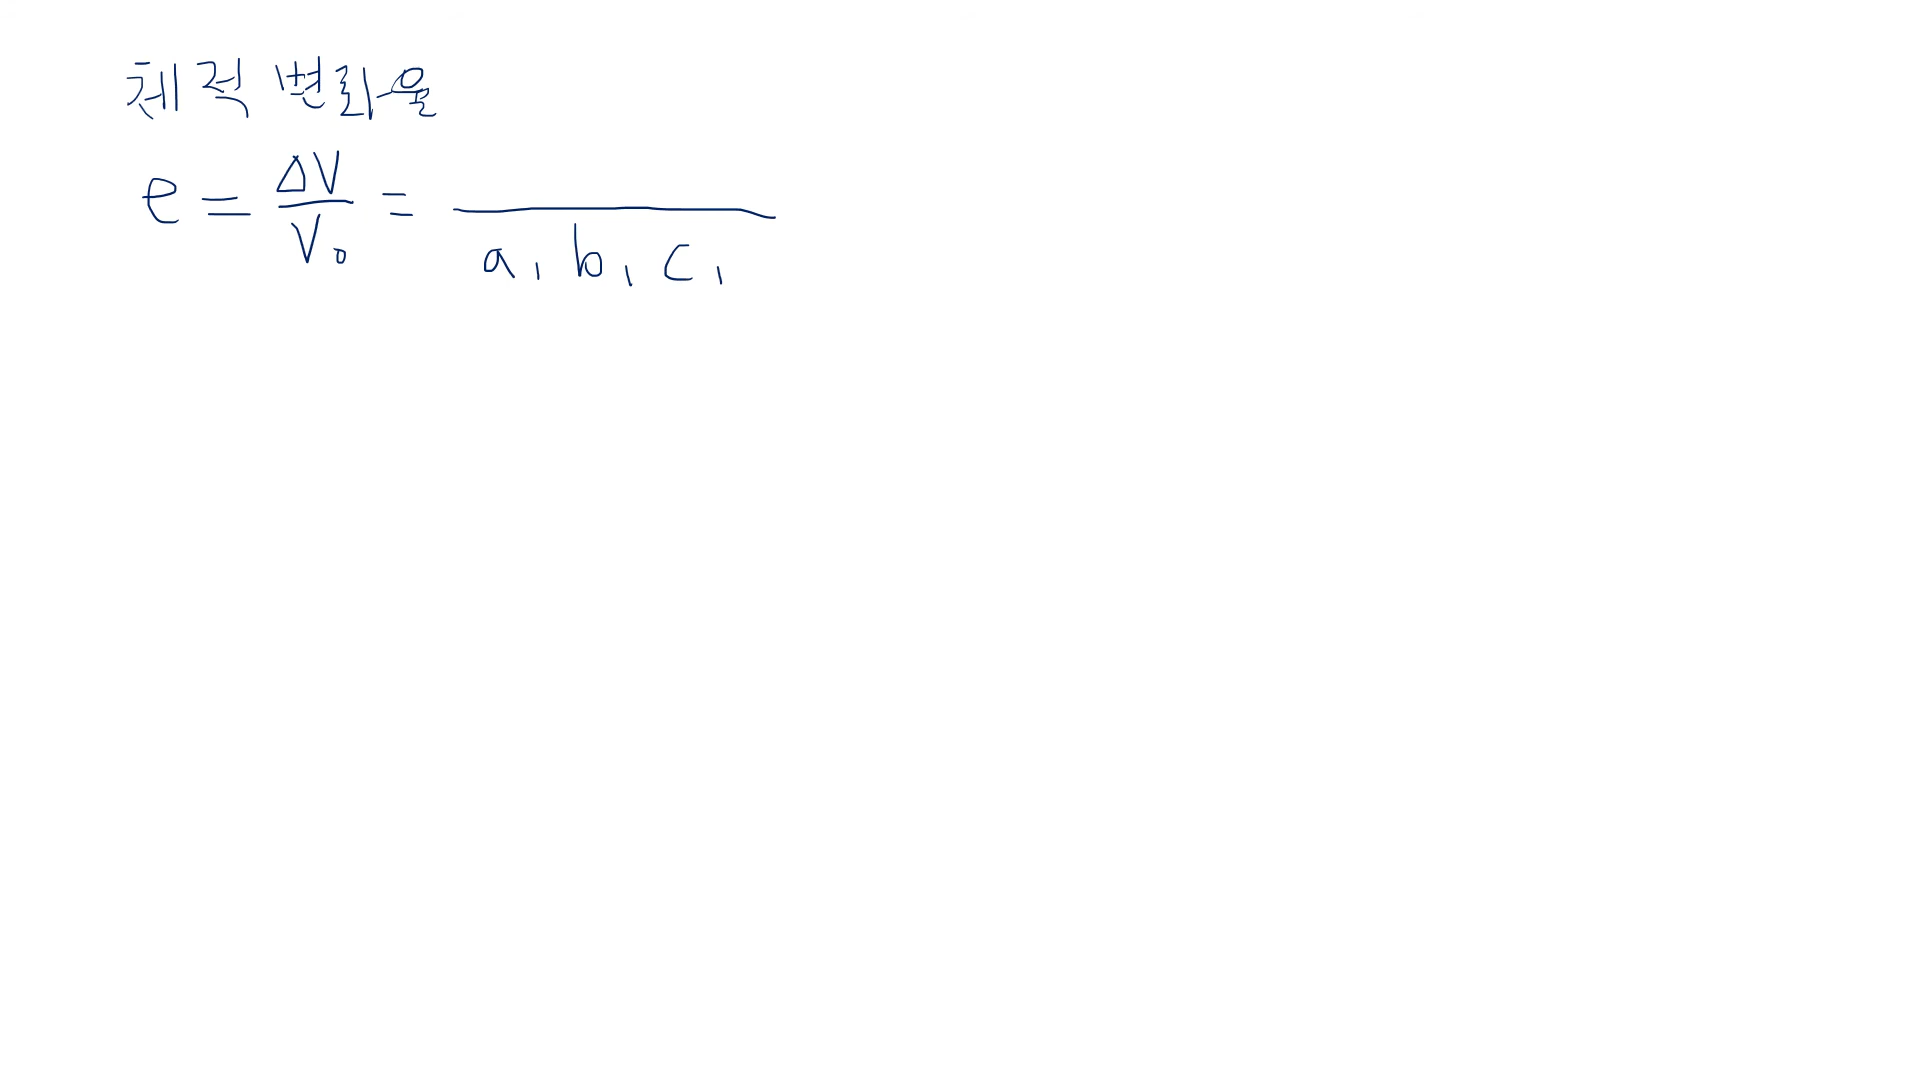 체적 변화율
e = ΔV / V₀ = / a₁ b₁ c₁